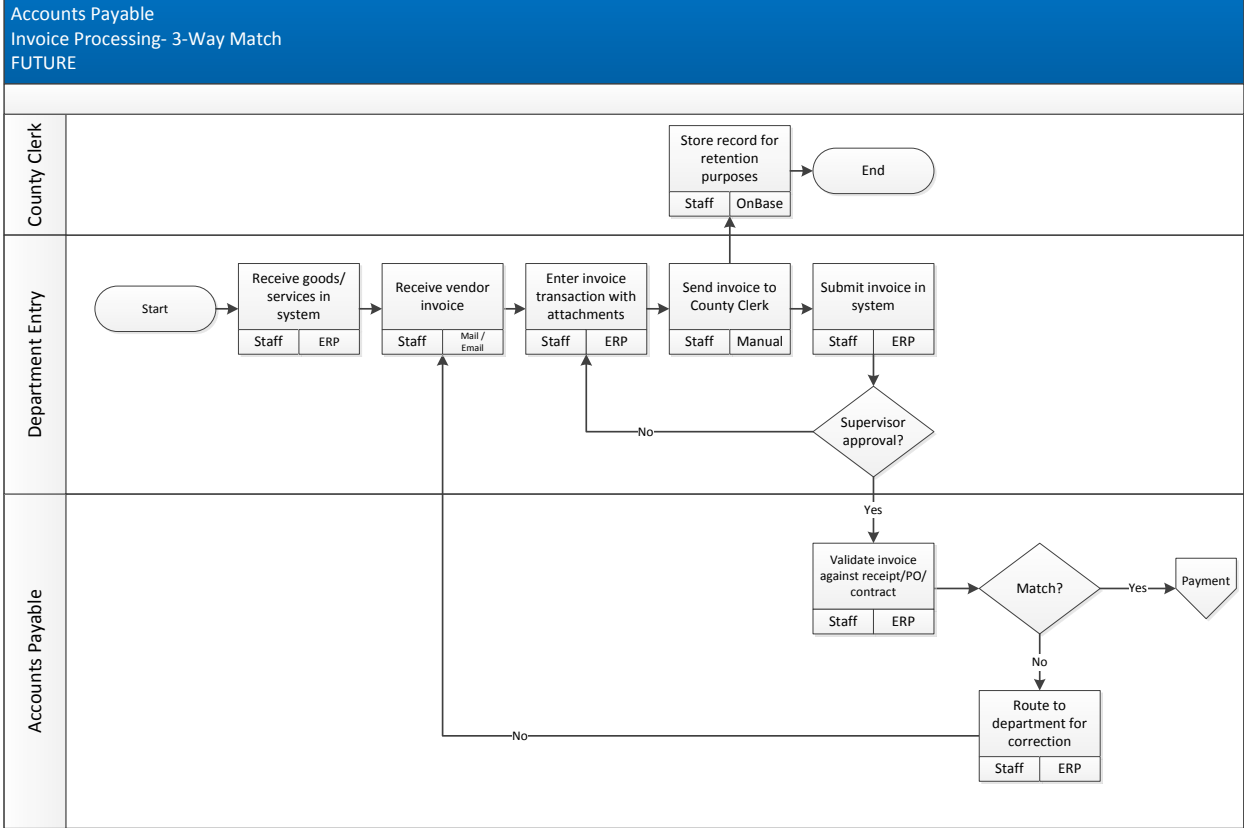 Accounts Payable
Invoice Processing- 3-Way Match
FUTURE
County Clerk
Store record for
retention
purposes
Staff
OnBase
End
Department Entry
Start
Receive goods/
services in
system
Staff
ERP
Receive vendor
invoice
Staff
Mail /
Email
Enter invoice
transaction with
attachments
Staff
ERP
Send invoice to
County Clerk
Staff
Manual
Submit invoice in
system
Staff
ERP
Supervisor
approval?
No
Yes
Accounts Payable
Validate invoice
against receipt/PO/
contract
Staff
ERP
Match?
Yes
Payment
No
Route to
department for
correction
Staff
ERP
No